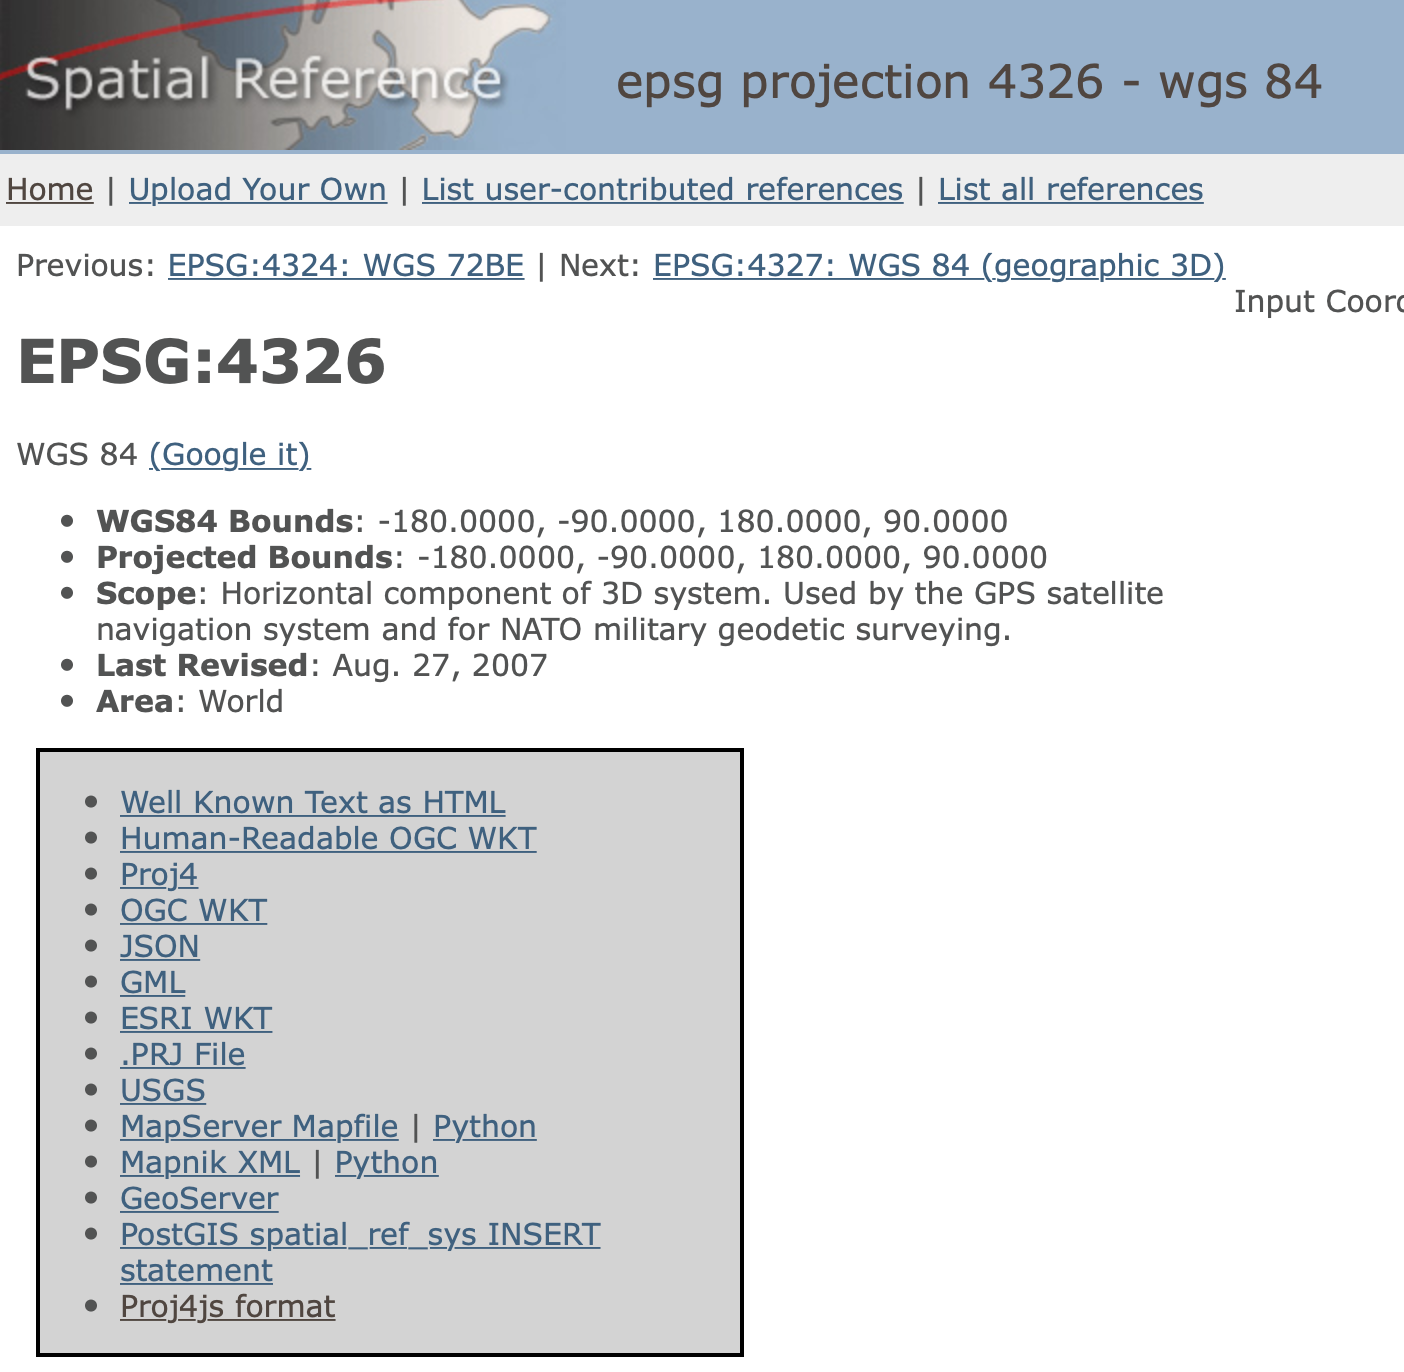 Spatial Reference
epsg projection 4326 - wgs 84
Home | Upload Your Own | List user-contributed references | List all references
Previous: EPSG:4324: WGS 72BE | Next: EPSG:4327: WGS 84 (geographic 3D)
Input Coord
EPSG:4326
WGS 84 (Google it)
• WGS84 Bounds: -180.0000, -90.0000, 180.0000, 90.0000
• Projected Bounds: -180.0000, -90.0000, 180.0000, 90.0000
• Scope: Horizontal component of 3D system. Used by the GPS satellite
navigation system and for NATO military geodetic surveying.
• Last Revised: Aug. 27, 2007
• Area: World
• Well Known Text as HTML
• Human-Readable OGC WKT
• Proj4
• OGC WKT
• JSON
• GML
• ESRI WKT
• .PRJ File
• USGS
• MapServer Mapfile | Python
• Mapnik XML | Python
• GeoServer
• PostGIS spatial_ref_sys INSERT
statement
• Proj4js format